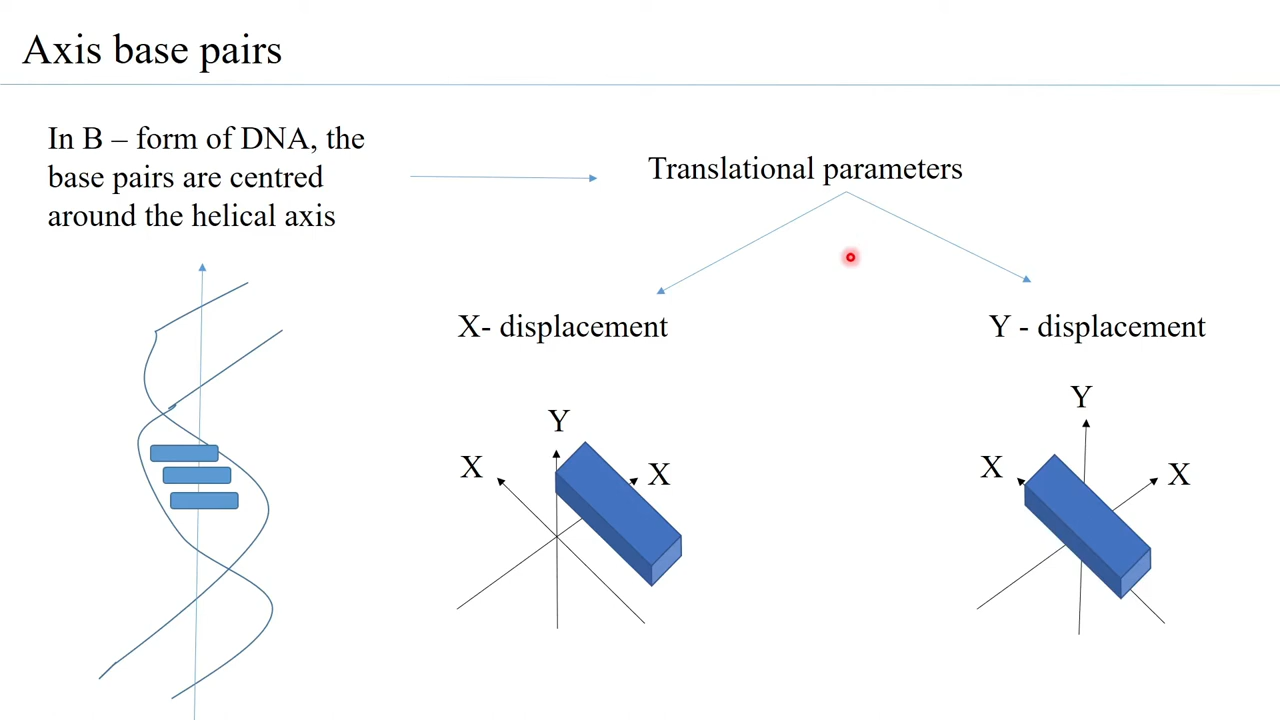 Axis base pairs
In B – form of DNA, the
base pairs are centred
around the helical axis
Translational parameters
X- displacement
Y - displacement
Y
X
X
Y
X
X